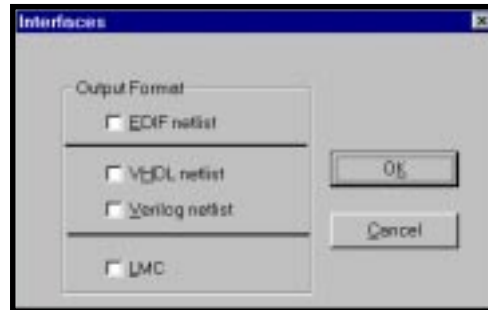 Interfaces
Output Format
EDIF netlist
VHDL netlist
Verilog netlist
LMC
OK
Cancel